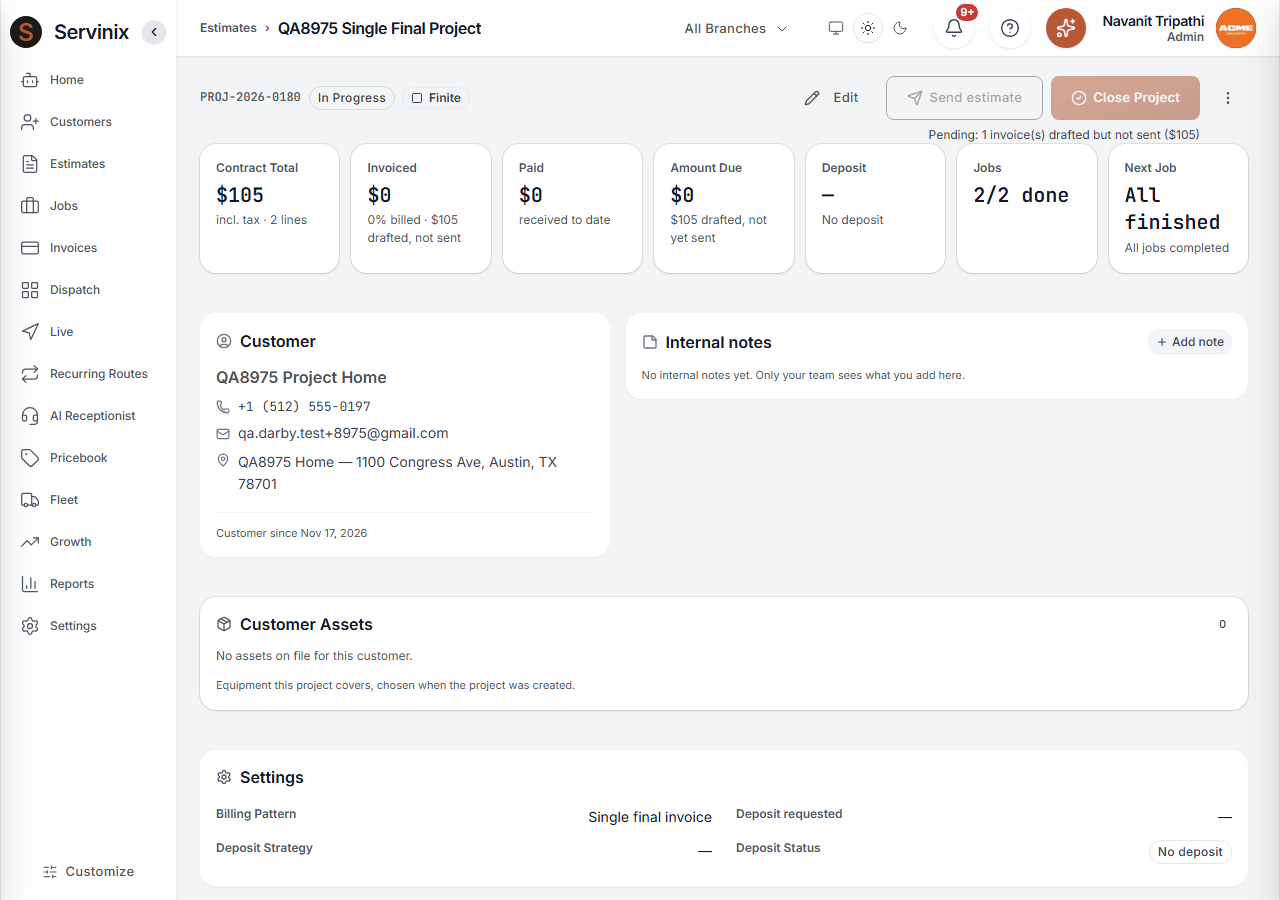 S Servinix
Home
Customers
Estimates
Jobs
Invoices
Dispatch
Live
Recurring Routes
AI Receptionist
Pricebook
Fleet
Growth
Reports
Settings
Customize
Estimates › QA8975 Single Final Project
All Branches
9+
Navanit Tripathi
Admin
ACME
PROJ-2026-0180 In Progress Finite
Edit Send estimate Close Project
Pending: 1 invoice(s) drafted but not sent ($105)
Contract Total
$105
incl. tax · 2 lines
Invoiced
$0
0% billed · $105
drafted, not sent
Paid
$0
received to date
Amount Due
$0
$105 drafted, not
yet sent
Deposit
—
No deposit
Jobs
2/2 done
Next Job
All
finished
All jobs completed
Customer
QA8975 Project Home
+1 (512) 555-0197
qa.darby.test+8975@gmail.com
QA8975 Home — 1100 Congress Ave, Austin, TX
78701
Customer since Nov 17, 2026
Internal notes
+ Add note
No internal notes yet. Only your team sees what you add here.
Customer Assets 0
No assets on file for this customer.
Equipment this project covers, chosen when the project was created.
Settings
Billing Pattern Single final invoice
Deposit requested —
Deposit Strategy —
Deposit Status No deposit